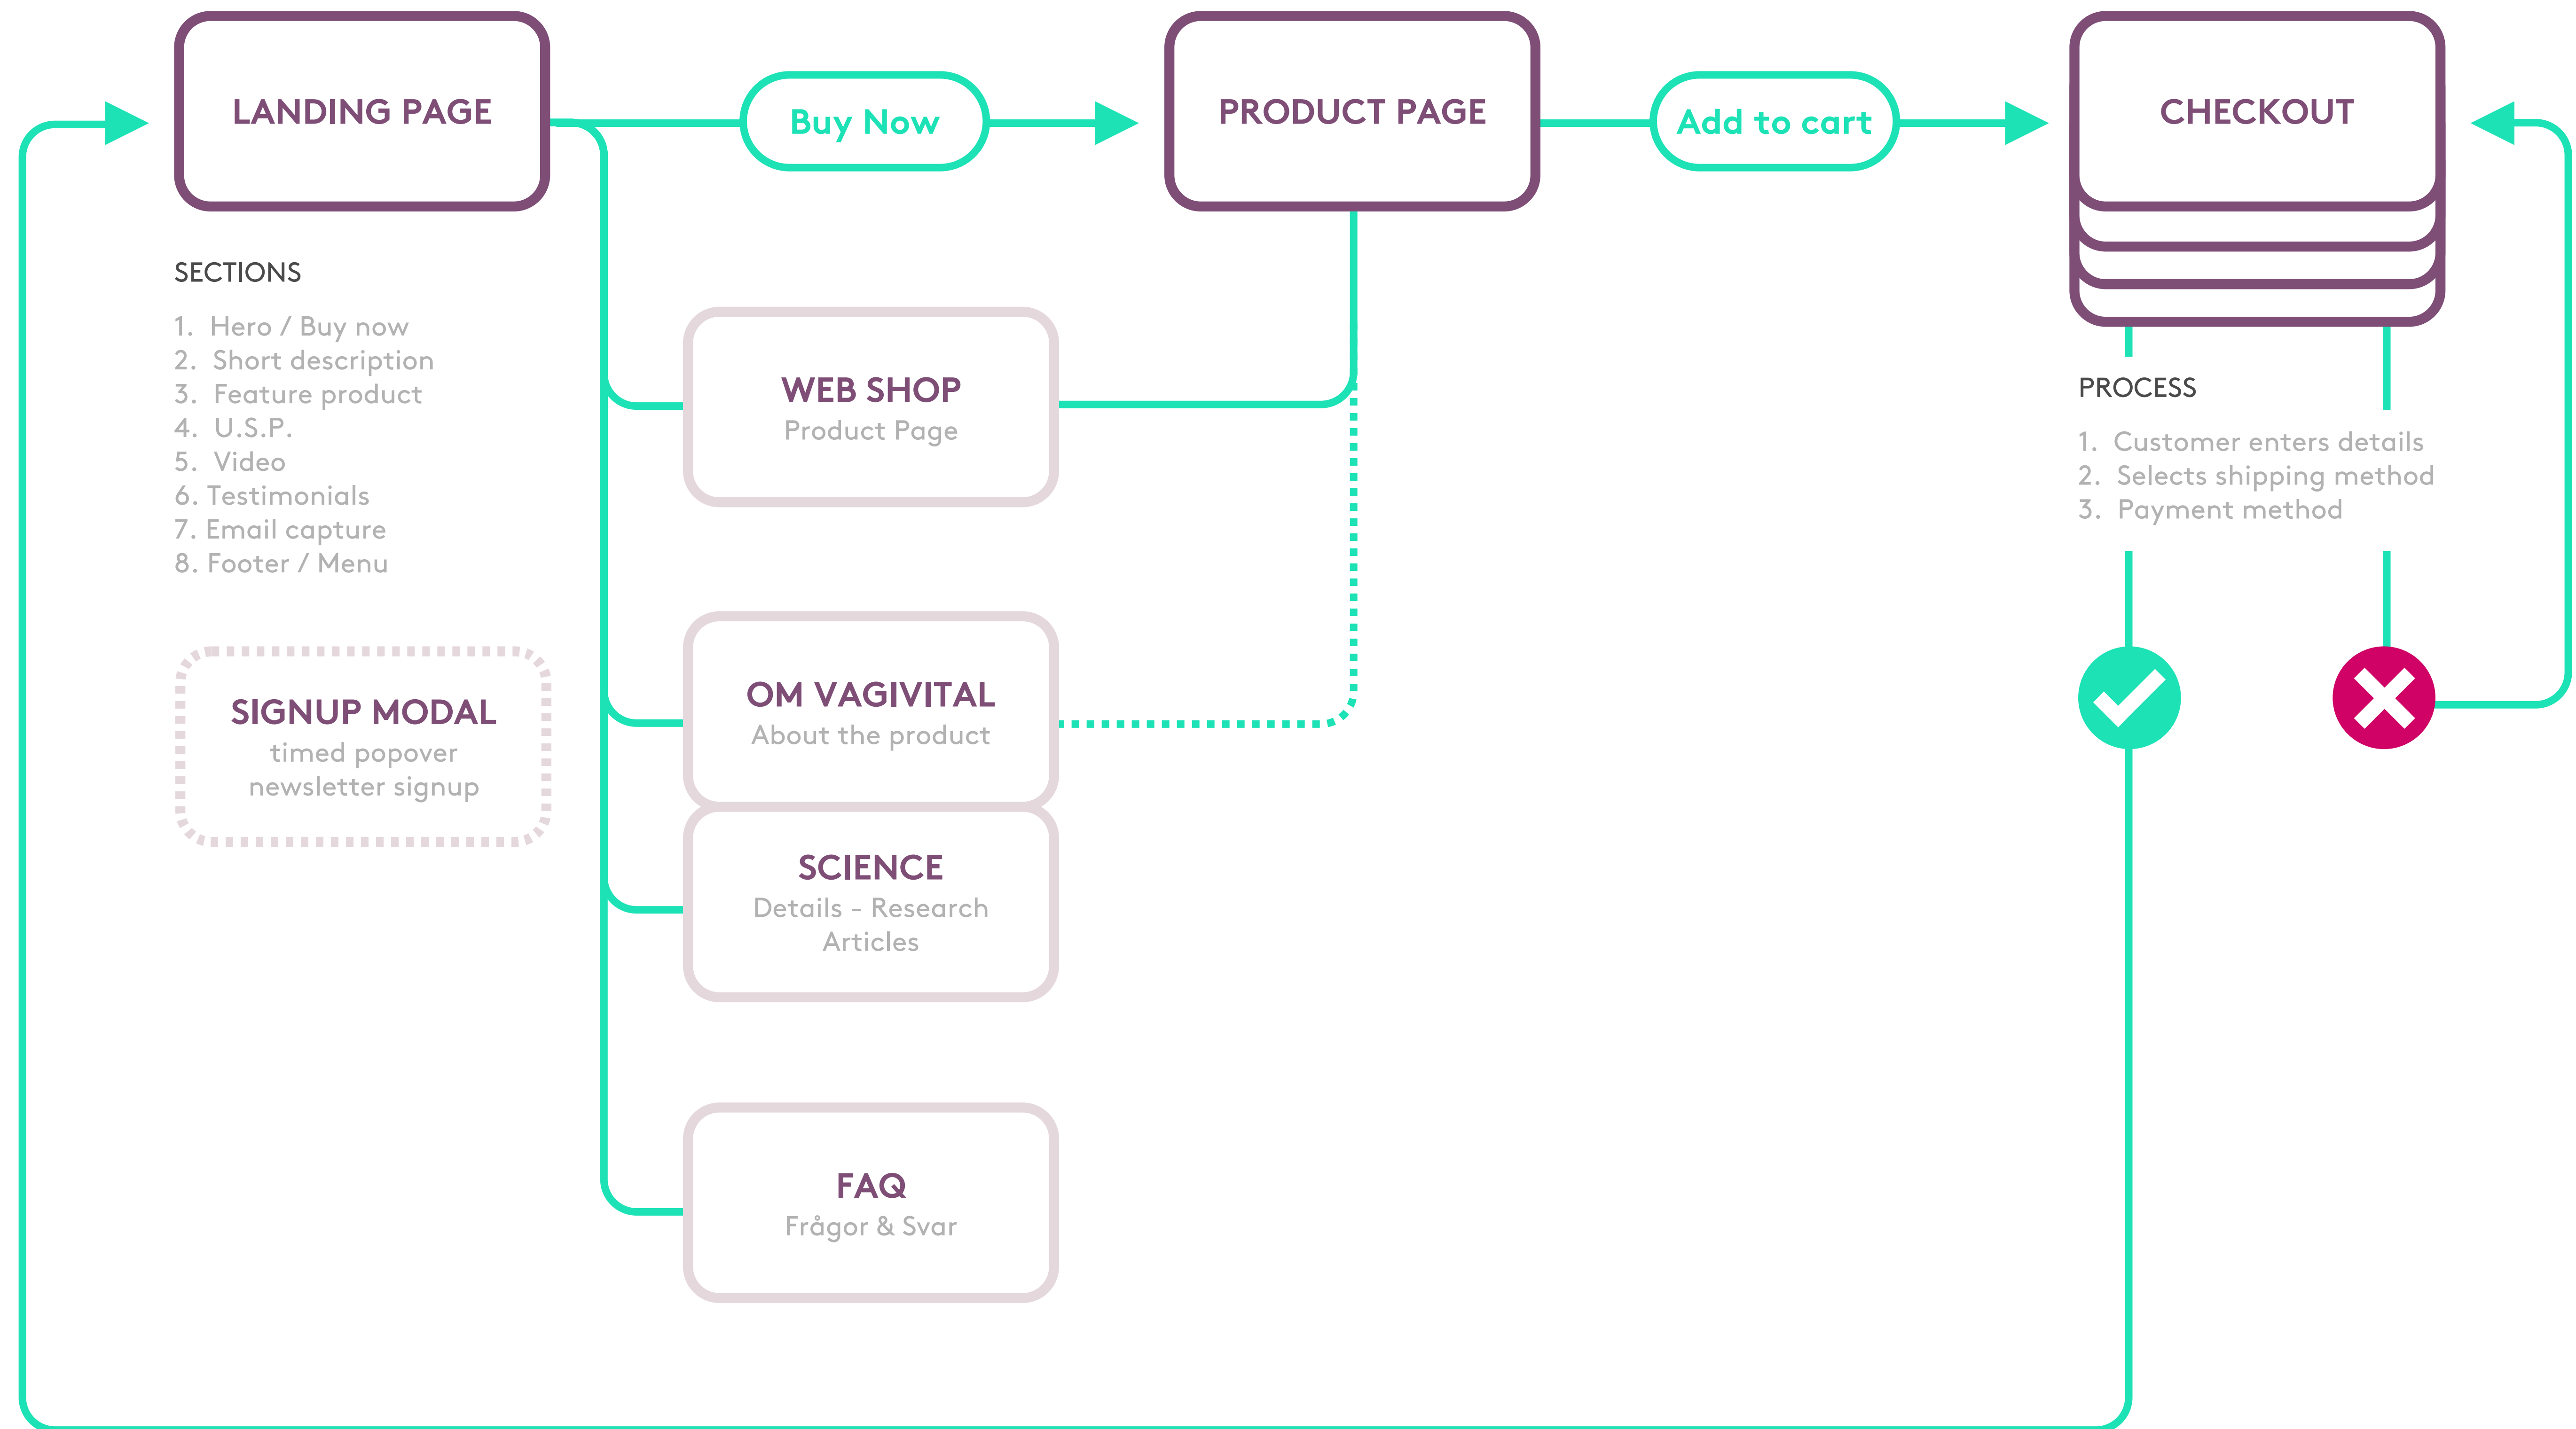 LANDING PAGE
Buy Now
PRODUCT PAGE
Add to cart
CHECKOUT
SECTIONS
1. Hero / Buy now
2. Short description
3. Feature product
4. U.S.P.
5. Video
6. Testimonials
7. Email capture
8. Footer / Menu
SIGNUP MODAL
timed popover
newsletter signup
WEB SHOP
Product Page
OM VAGIVITAL
About the product
SCIENCE
Details - Research
Articles
FAQ
Frågor & Svar
PROCESS
1. Customer enters details
2. Selects shipping method
3. Payment method